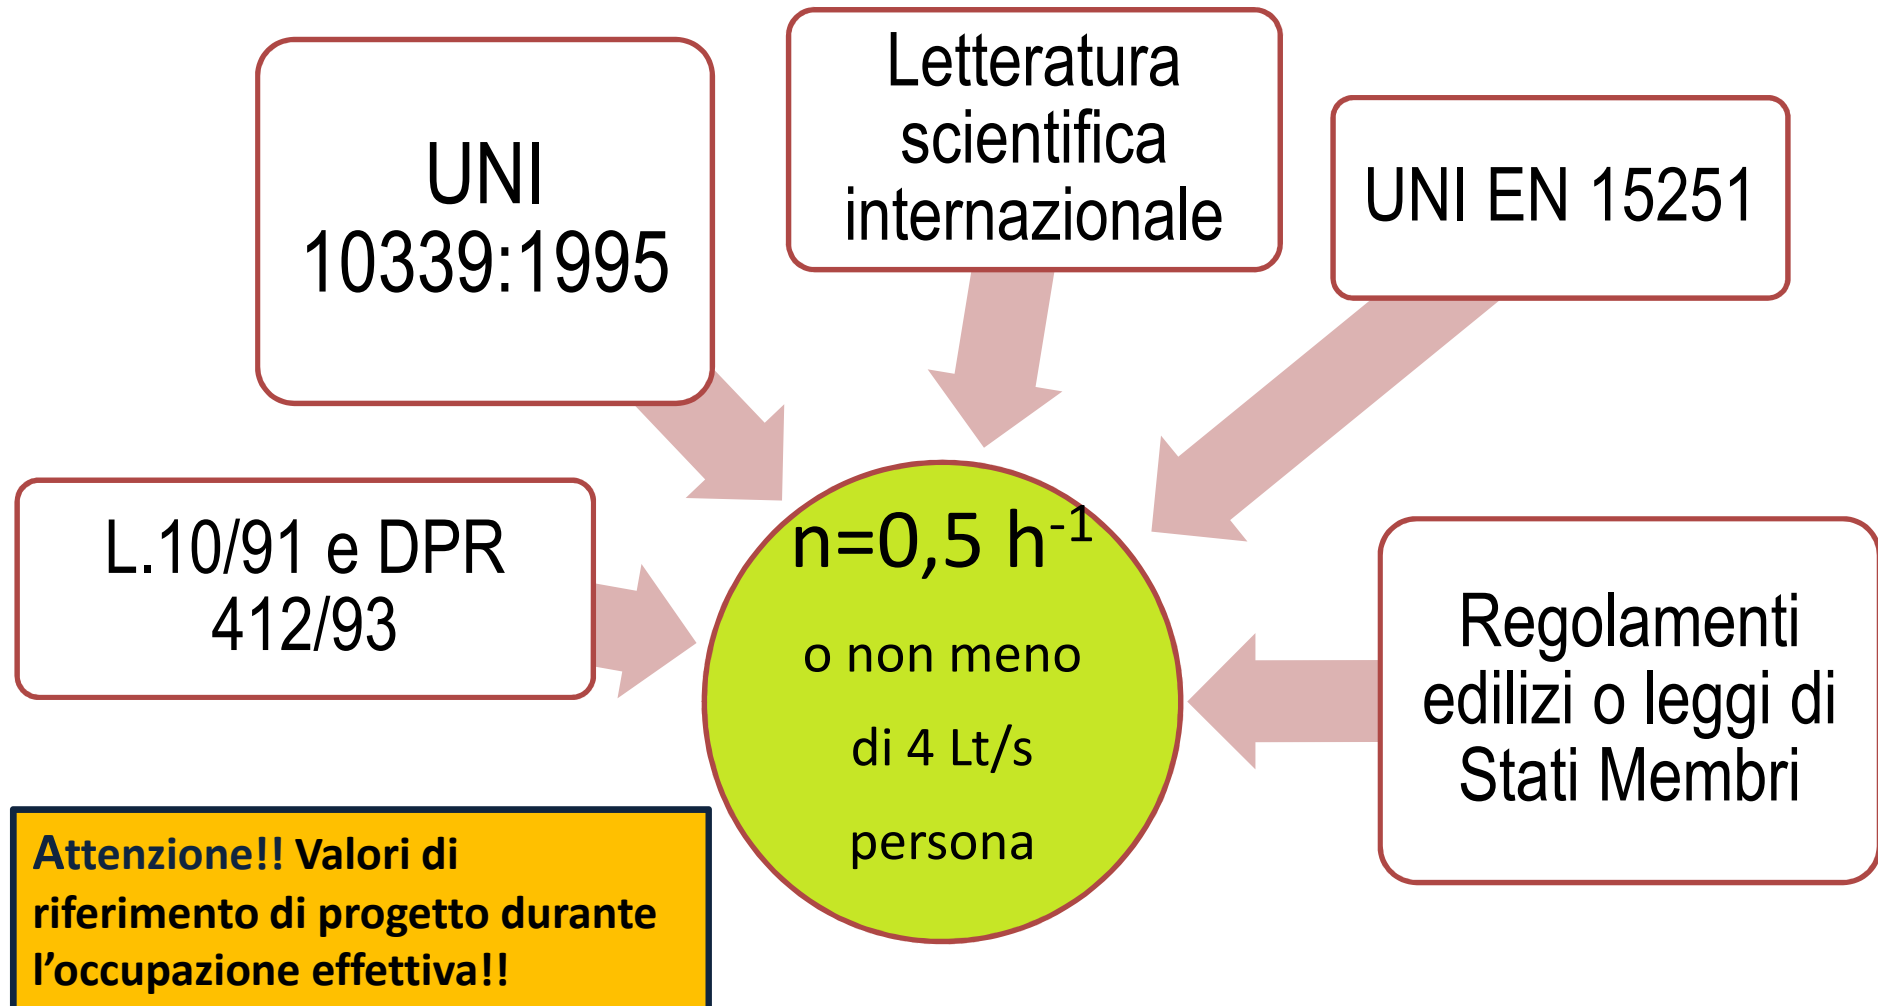 UNI
10339:1995
Letteratura
scientifica
internazionale
UNI EN 15251
L.10/91 e DPR
412/93
n=0,5 h⁻¹
o non meno
di 4 Lt/s
persona
Regolamenti
edilizi o leggi di
Stati Membri
Attenzione!! Valori di
riferimento di progetto durante
l’occupazione effettiva!!